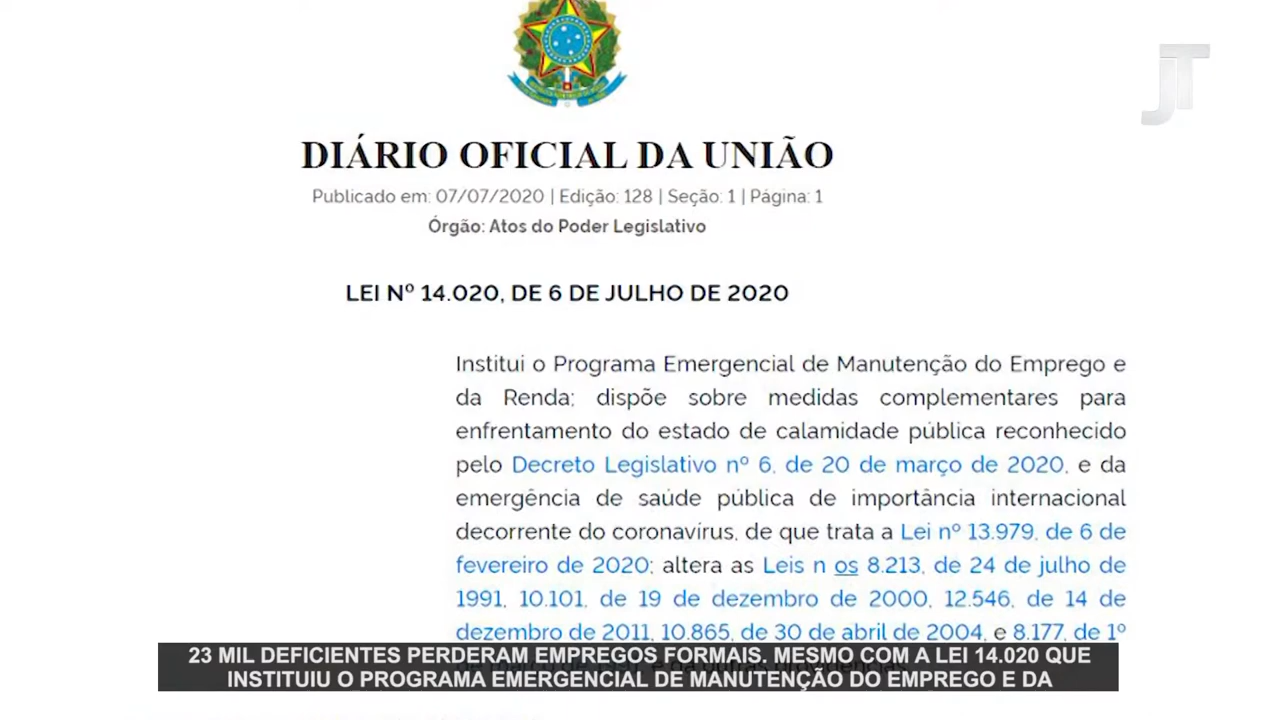 JT
DIÁRIO OFICIAL DA UNIÃO
Publicado em: 07/07/2020 | Edição: 128 | Seção: 1 | Página: 1
Órgão: Atos do Poder Legislativo
LEI Nº 14.020, DE 6 DE JULHO DE 2020
Institui o Programa Emergencial de Manutenção do Emprego e
da Renda; dispõe sobre medidas complementares para
enfrentamento do estado de calamidade pública reconhecido
pelo Decreto Legislativo nº 6, de 20 de março de 2020, e da
emergência de saúde pública de importância internacional
decorrente do coronavírus, de que trata a Lei nº 13.979, de 6 de
fevereiro de 2020; altera as Leis n os 8.213, de 24 de julho de
1991, 10.101, de 19 de dezembro de 2000, 12.546, de 14 de
dezembro de 2011, 10.865, de 30 de abril de 2004, e 8.177, de 1º
23 MIL DEFICIENTES PERDERAM EMPREGOS FORMAIS. MESMO COM A LEI 14.020 QUE
INSTITUIU O PROGRAMA EMERGENCIAL DE MANUTENÇÃO DO EMPREGO E DA